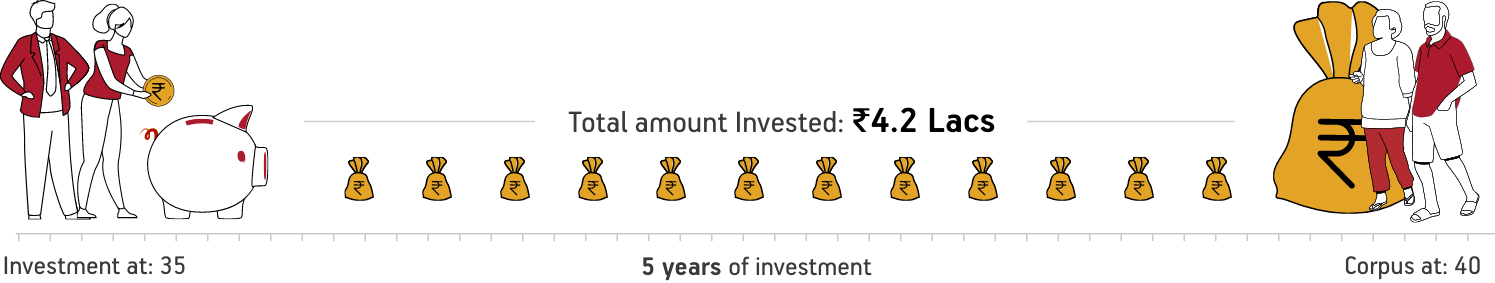 ₹
Total amount Invested: ₹4.2 Lacs
₹ ₹ ₹ ₹ ₹ ₹ ₹ ₹ ₹ ₹ ₹ ₹
₹
Investment at: 35
5 years of investment
Corpus at: 40